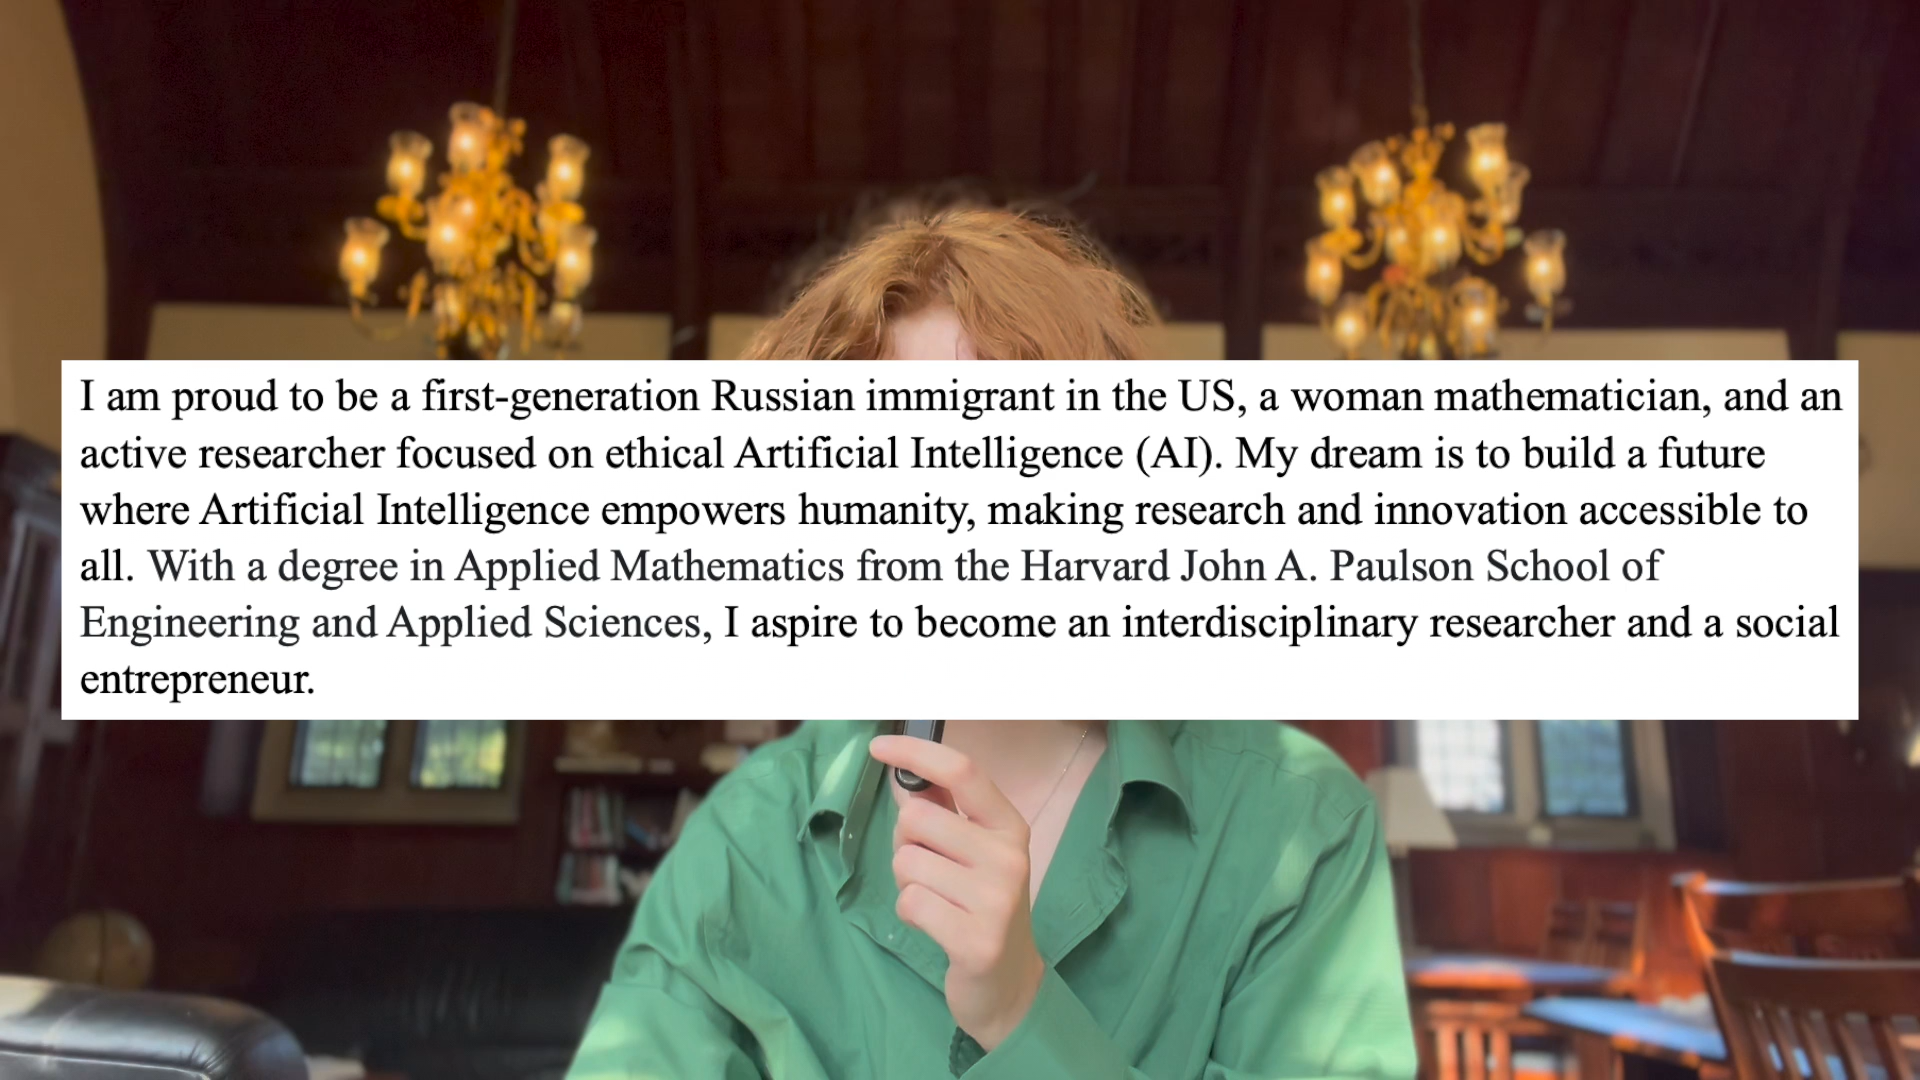 I am proud to be a first-generation Russian immigrant in the US, a woman mathematician, and an
active researcher focused on ethical Artificial Intelligence (AI). My dream is to build a future
where Artificial Intelligence empowers humanity, making research and innovation accessible to
all. With a degree in Applied Mathematics from the Harvard John A. Paulson School of
Engineering and Applied Sciences, I aspire to become an interdisciplinary researcher and a social
entrepreneur.